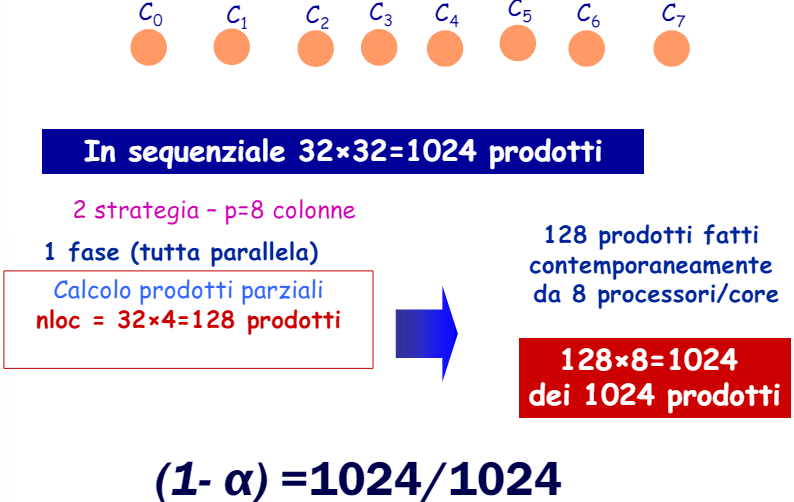 C₀ C₁ C₂ C₃ C₄ C₅ C₆ C₇
In sequenziale 32×32=1024 prodotti
2 strategia – p=8 colonne
1 fase (tutta parallela)
Calcolo prodotti parziali
nloc = 32×4=128 prodotti
128 prodotti fatti
contemporaneamente
da 8 processori/core
128×8=1024
dei 1024 prodotti
(1- α) =1024/1024